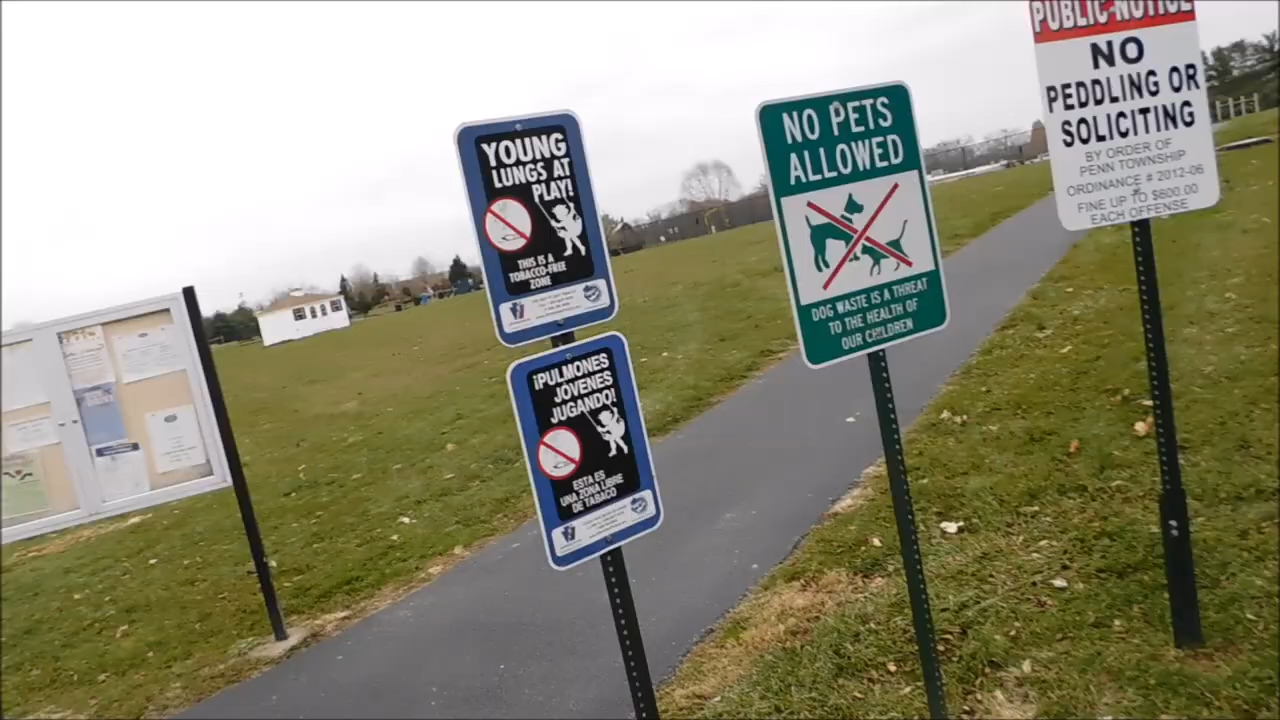 YOUNG
LUNGS AT
PLAY!
THIS IS A
TOBACCO-FREE
ZONE
¡PULMONES
JÓVENES
JUGANDO!
ESTA ES
UNA ZONA LIBRE
DE TABACO
NO PETS
ALLOWED
DOG WASTE IS A THREAT
TO THE HEALTH OF
OUR CHILDREN
PUBLIC NOTICE
NO
PEDDLING OR
SOLICITING
BY ORDER OF
PENN TOWNSHIP
ORDINANCE # 2012-06
FINE UP TO $600.00
EACH OFFENSE